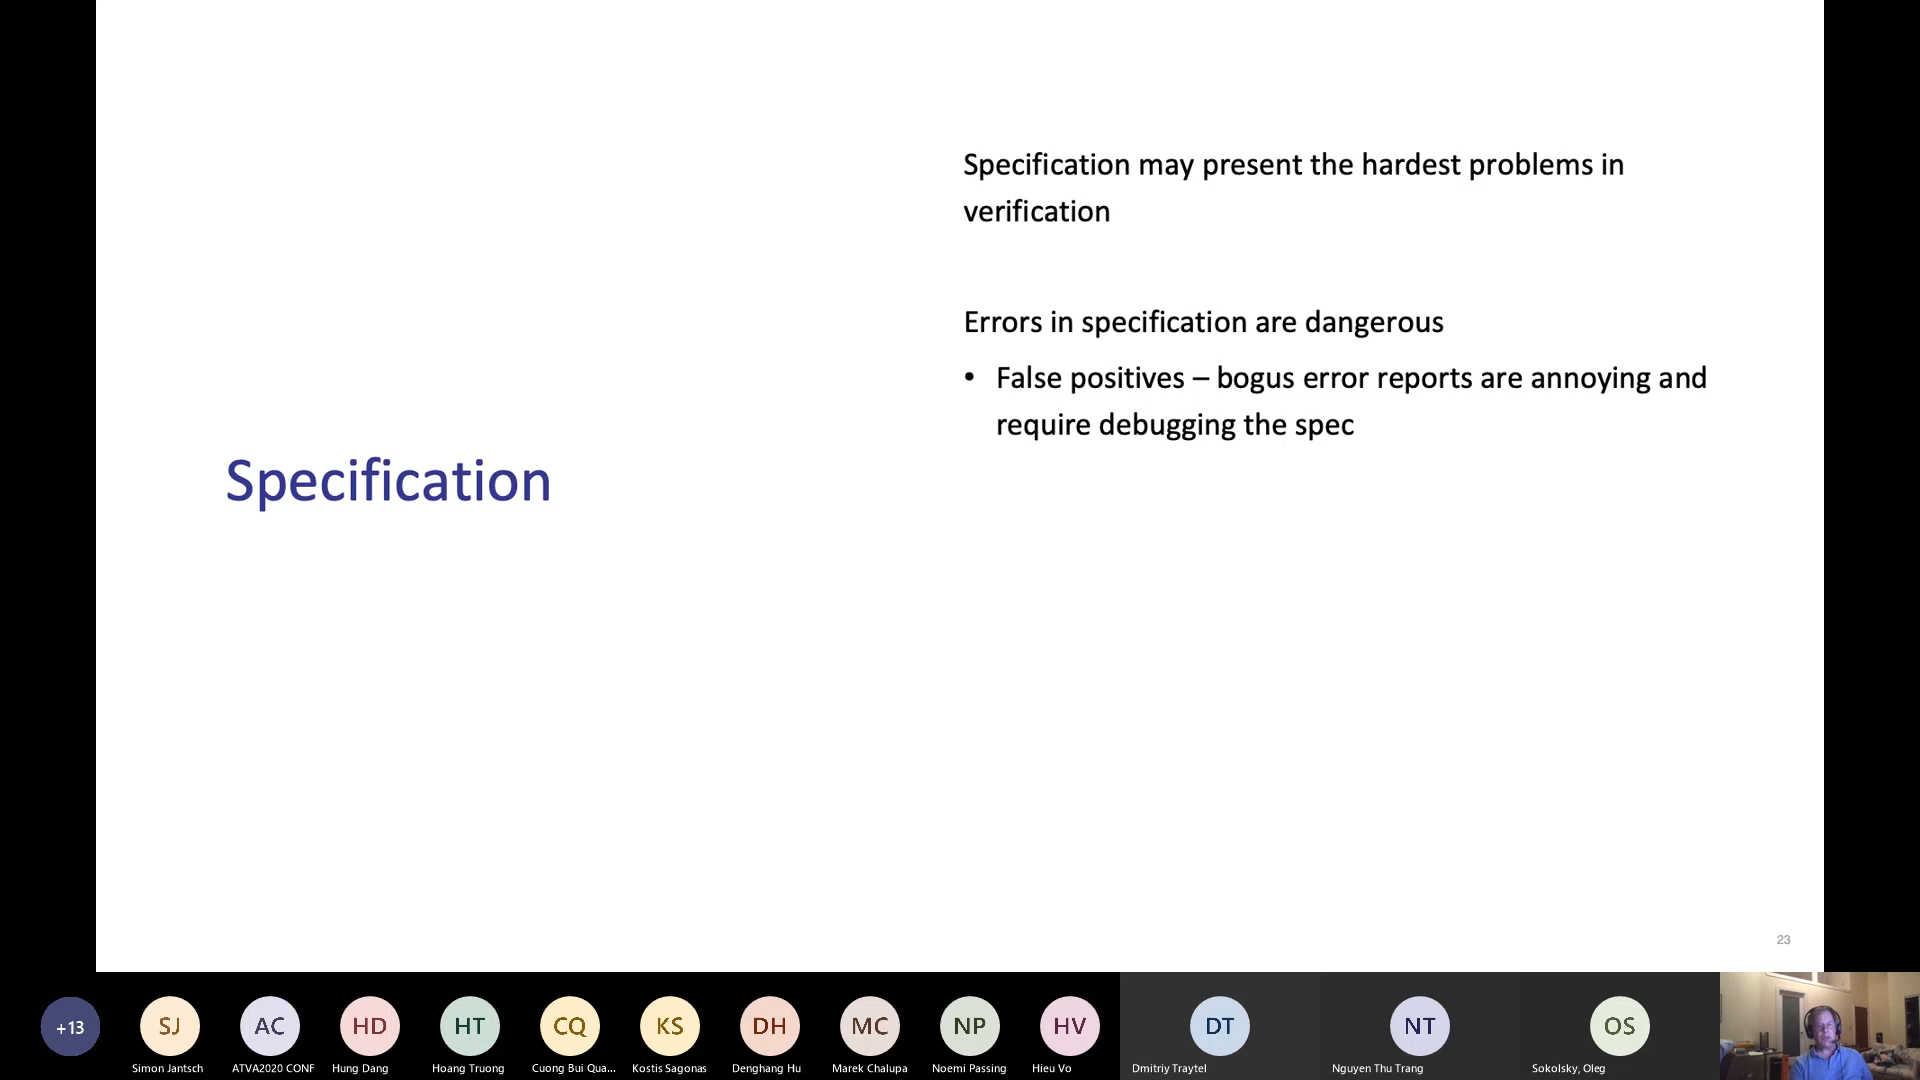 Specification may present the hardest problems in
verification
Errors in specification are dangerous
• False positives – bogus error reports are annoying and
require debugging the spec
Specification
23
+13
SJ
AC
HD
HT
CQ
KS
DH
MC
NP
HV
DT
NT
OS
Simon Jantsch
ATVA2020 CONF
Hung Dang
Hoang Truong
Cuong Bui Qua...
Kostis Sagonas
Denghang Hu
Marek Chalupa
Noemi Passing
Hieu Vo
Dmitriy Traytel
Nguyen Thu Trang
Sokolsky, Oleg